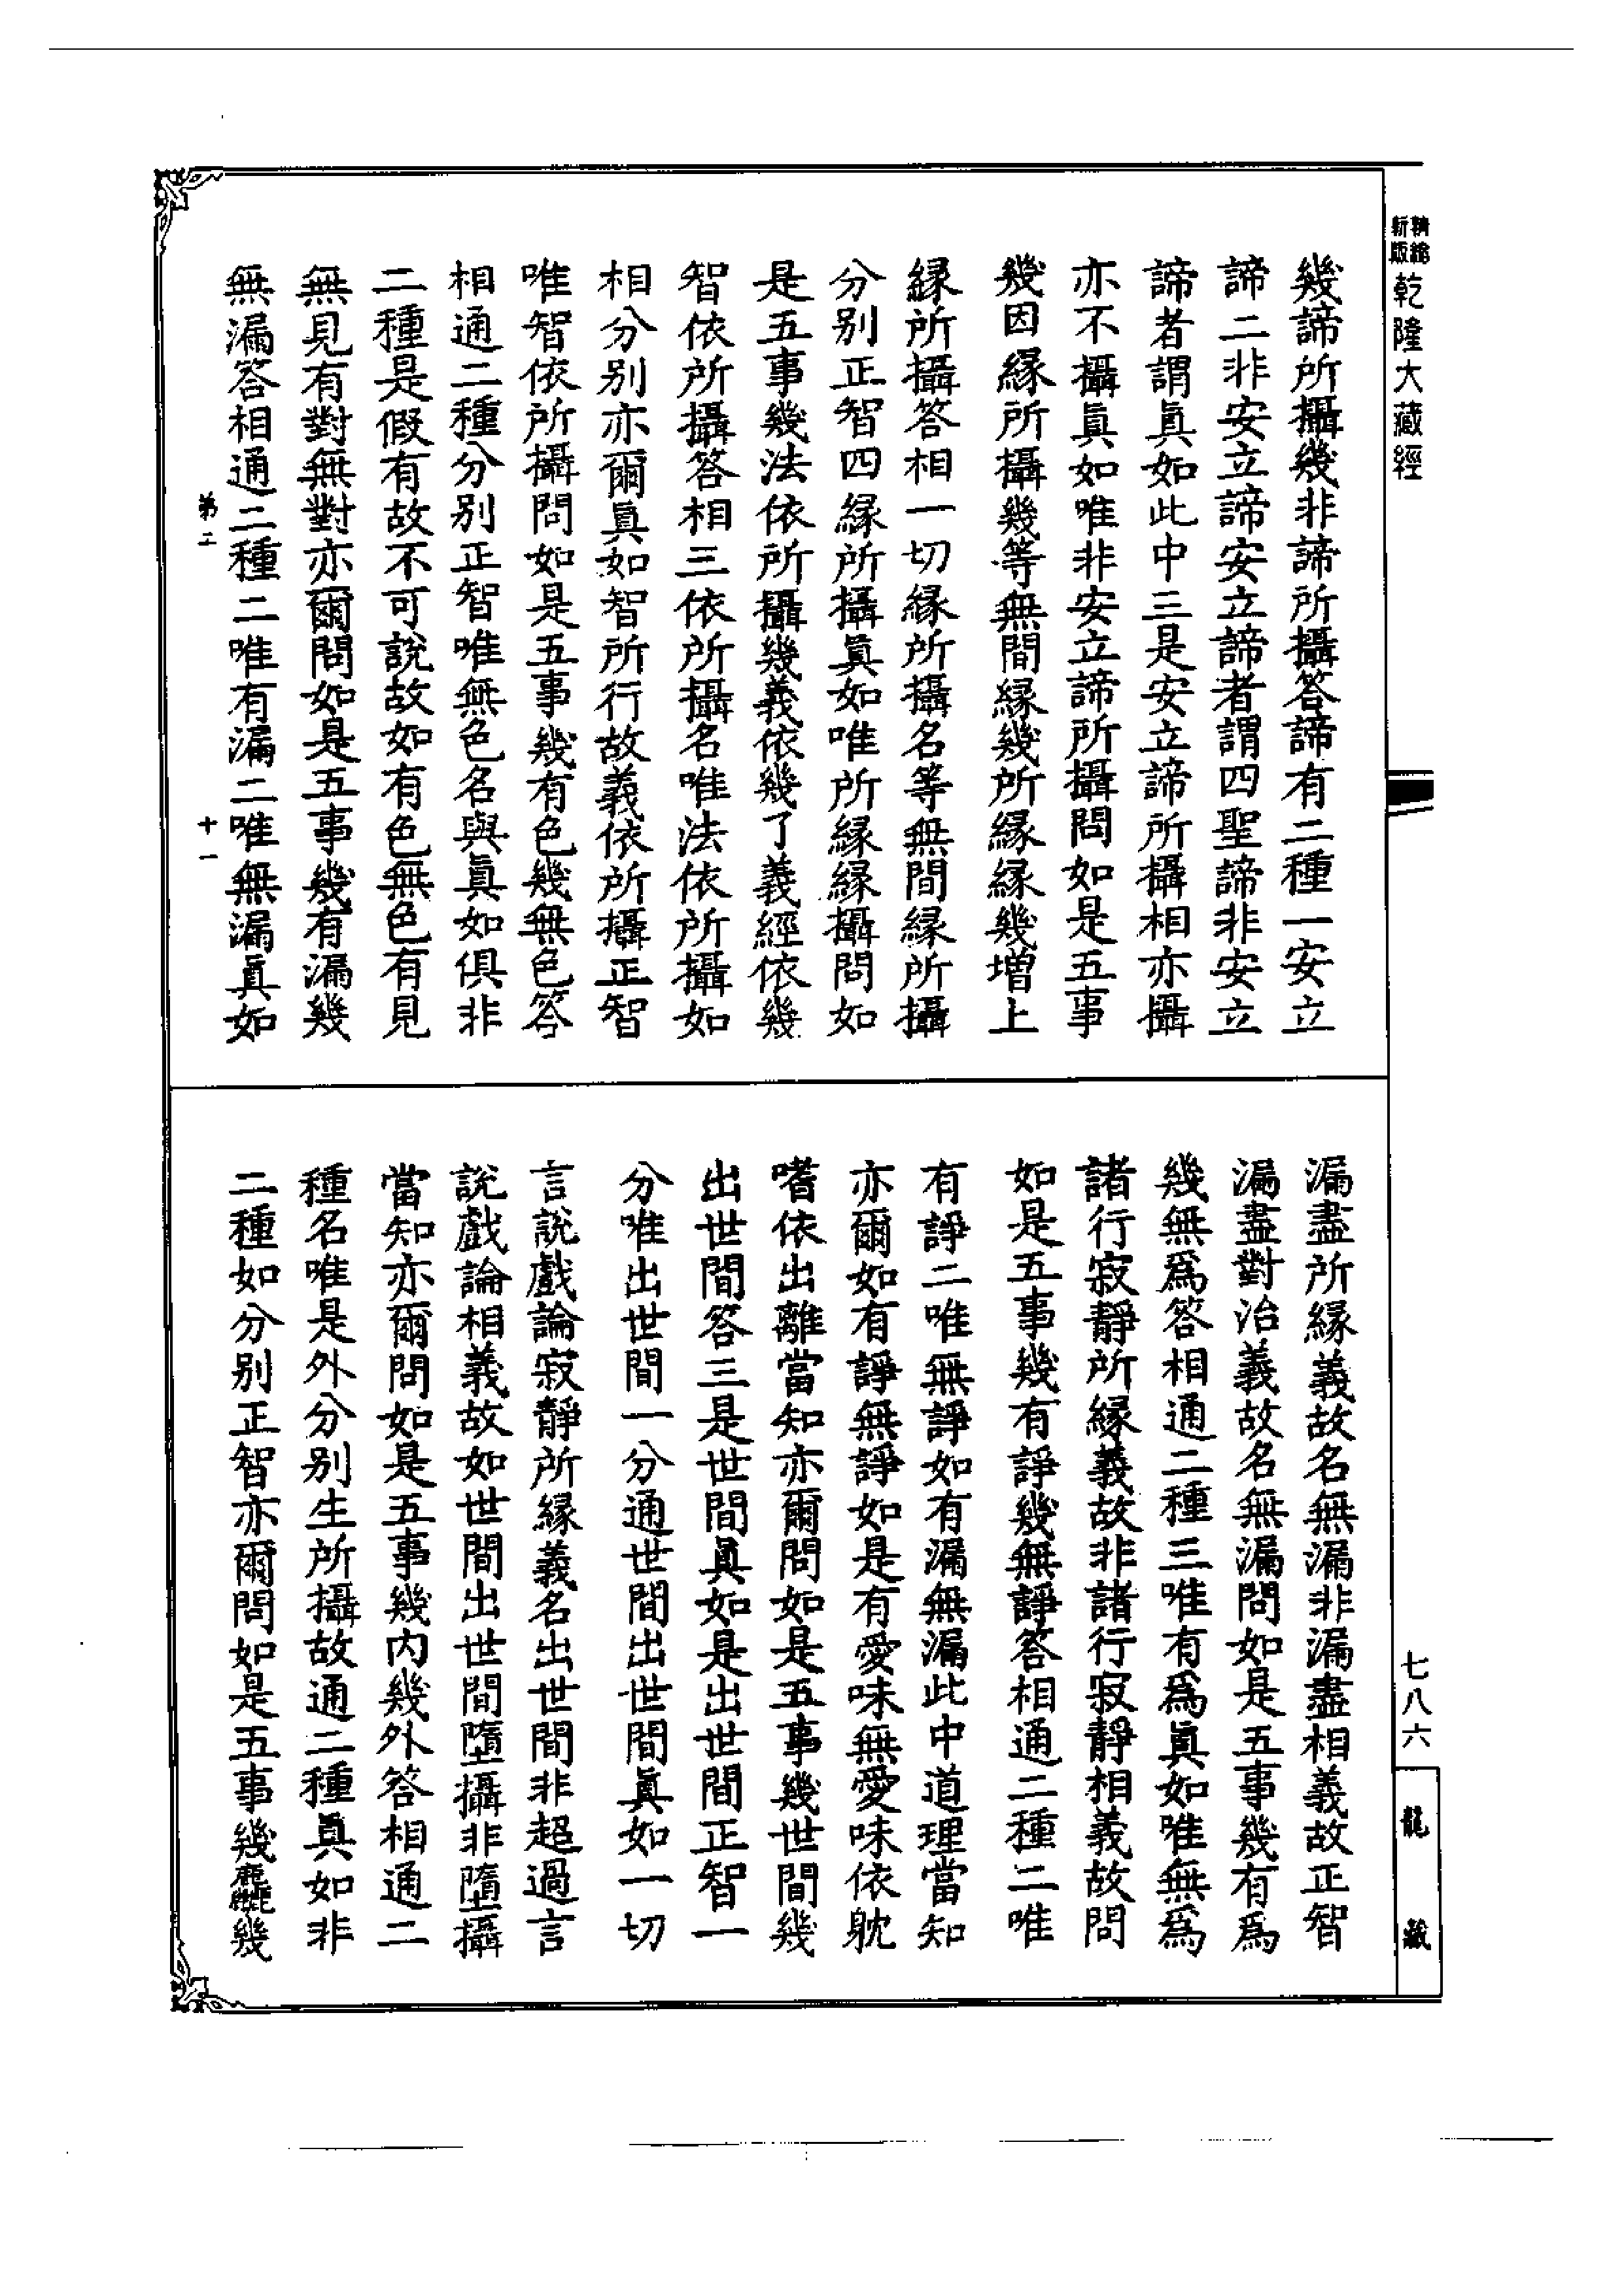 精繪
新版
乾隆大藏經
幾諦所攝幾非諦所攝答諦有二種一安立
諦二非安立諦安立諦者謂四聖諦非安立
諦者謂眞如此中三是安立諦所攝相亦攝
亦不攝眞如唯非安立諦所攝問如是五事
幾因緣所攝幾等無間緣幾所緣緣幾增上
緣所攝答相一切緣所攝名等無間緣所攝
分別正智四緣所攝眞如唯所緣緣攝問如
是五事幾法依所攝幾義依幾了義經依幾
智依所攝答相三依所攝名唯法依所攝如
相分別亦爾眞如智所行故義依所攝正智
唯智依所攝問如是五事幾有色幾無色答
相通二種分別正智唯無色名與眞如俱非
二種是假有故不可說故如有色無色有見
無見有對無對亦爾問如是五事幾有漏幾
無漏答相通二種二唯有漏二唯無漏眞如
第二 十一
漏盡所緣義故名無漏非漏盡相義故正智
漏盡對治義故名無漏問如是五事幾有爲
幾無爲答相通二種三唯有爲眞如唯無爲
諸行寂靜所緣義故非諸行寂靜相義故問
如是五事幾有諍幾無諍答相通二種二唯
有諍二唯無諍如有漏無漏此中道理當知
亦爾如有諍無諍如是有愛味無愛味依躭
嗜依出離當知亦爾問如是五事幾世間幾
出世間答三是世間眞如是出世間正智一
分唯出世間一分通世間出世間眞如一切
言說戲論寂靜所緣義名出世間非超過言
說戲論相義故如世間出世間墮攝非墮攝
當知亦爾問如是五事幾內幾外答相通二
種名唯是外分別生所攝故通二種眞如非
二種如分別正智亦爾問如是五事幾麤幾
七八六
龍藏